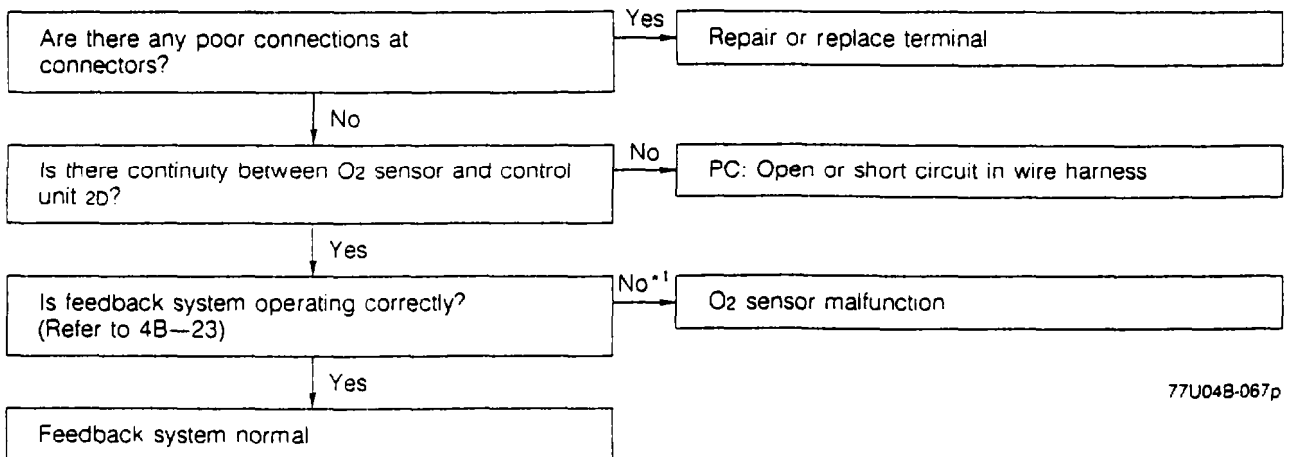 Are there any poor connections at
connectors?
Yes
Repair or replace terminal
No
Is there continuity between O2 sensor and control
unit 2D?
No
PC: Open or short circuit in wire harness
Yes
Is feedback system operating correctly?
(Refer to 4B—23)
No*1
O2 sensor malfunction
Yes
77U04B-067p
Feedback system normal